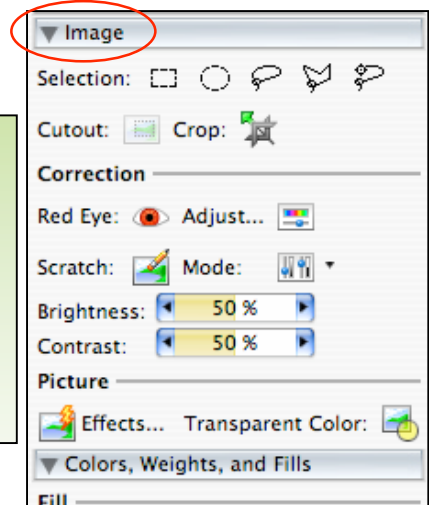 Image
Selection:
Cutout: Crop:
Correction
Red Eye: Adjust...
Scratch: Mode:
Brightness: 50 %
Contrast: 50 %
Picture
Effects... Transparent Color:
Colors, Weights, and Fills
Fill